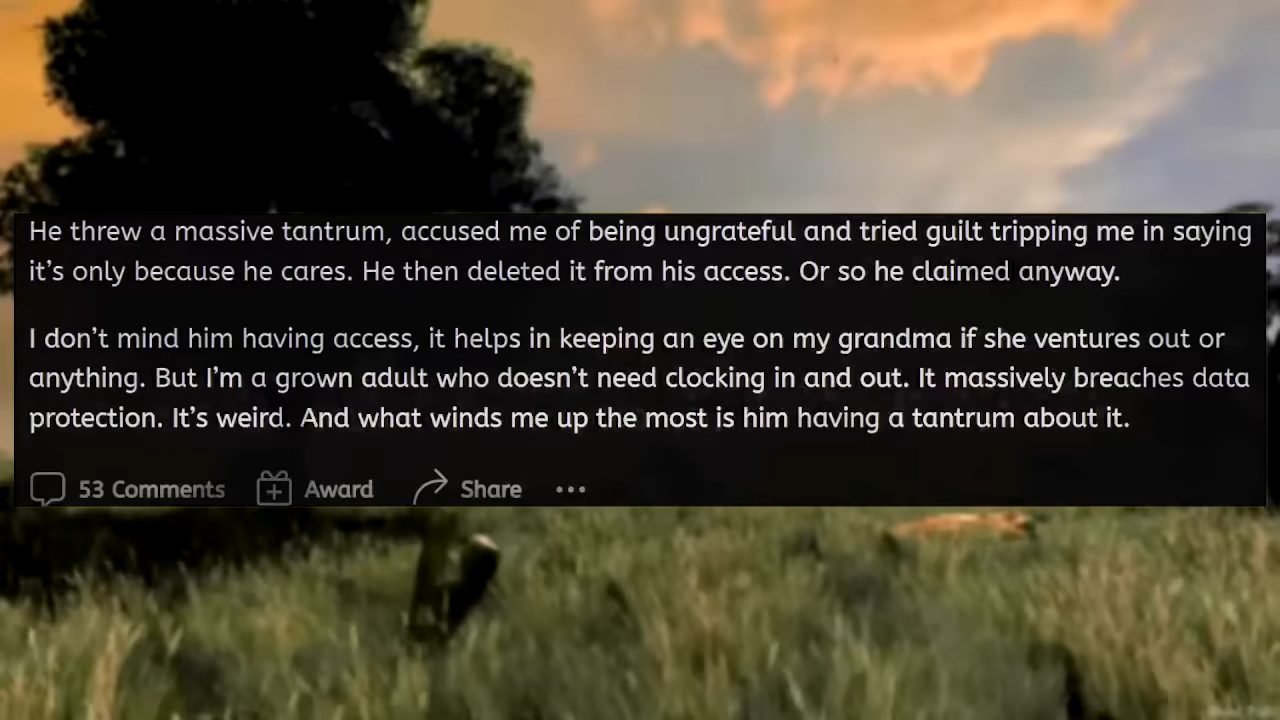 He threw a massive tantrum, accused me of being ungrateful and tried guilt tripping me in saying
it’s only because he cares. He then deleted it from his access. Or so he claimed anyway.
I don’t mind him having access, it helps in keeping an eye on my grandma if she ventures out or
anything. But I’m a grown adult who doesn’t need clocking in and out. It massively breaches data
protection. It’s weird. And what winds me up the most is him having a tantrum about it.
53 Comments Award Share